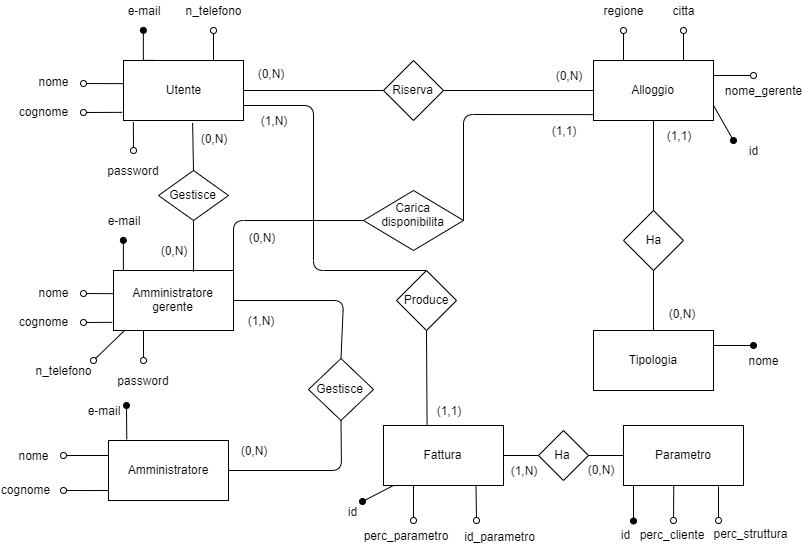 e-mail
n_telefono
regione
citta
nome
Utente
(0,N)
Riserva
(0,N)
Alloggio
nome_gerente
cognome
(1,N)
(0,N)
(1,1)
(1,1)
id
password
Gestisce
e-mail
Carica
disponibilita
(0,N)
(0,N)
Ha
nome
Amministratore
gerente
Produce
cognome
(1,N)
(0,N)
n_telefono
password
Tipologia
nome
Gestisce
e-mail
(1,1)
nome
Amministratore
(0,N)
Fattura
Ha
Parametro
(1,N)
(0,N)
cognome
id
perc_parametro
id_parametro
id
perc_cliente
perc_struttura